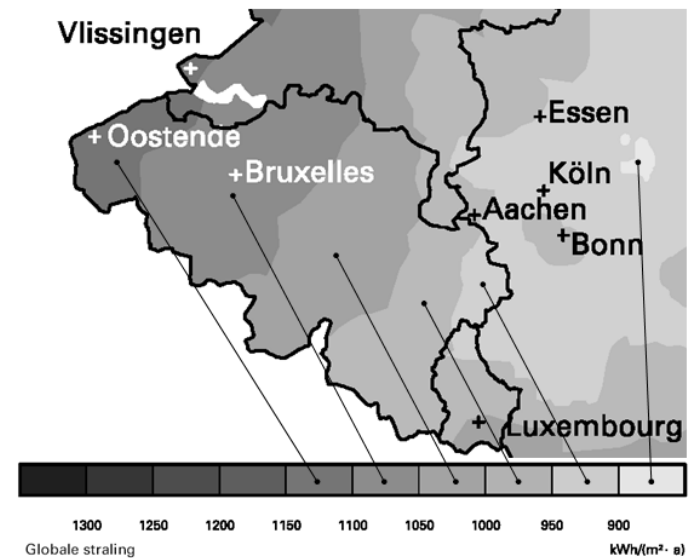 Vlissingen
Oostende
Bruxelles
Essen
Köln
Aachen
Bonn
Luxembourg
1300 1250 1200 1150 1100 1050 1000 950 900
Globale straling kWh/(m²· a)